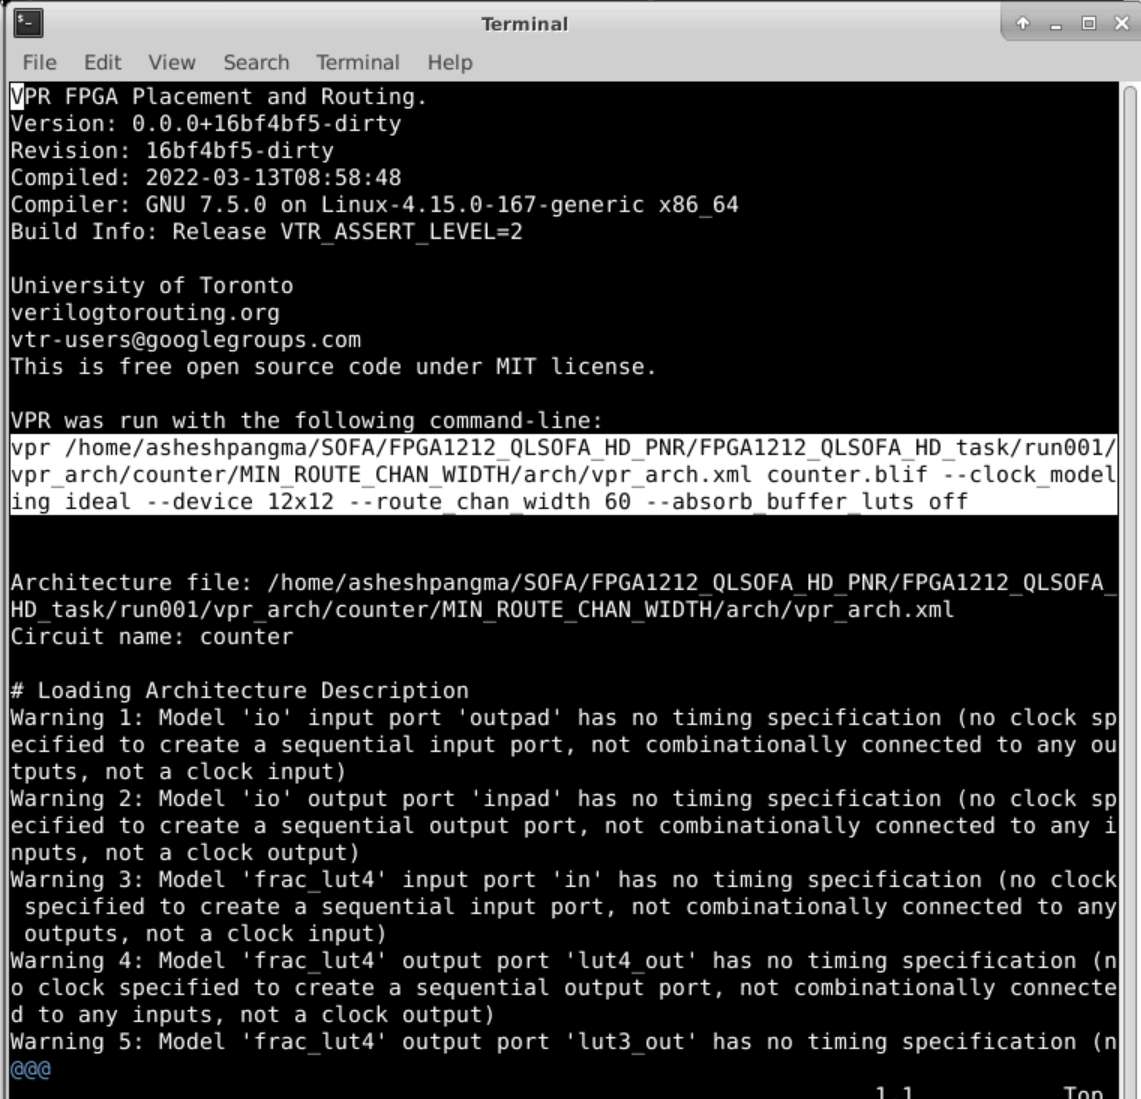 Terminal
File Edit View Search Terminal Help
VPR FPGA Placement and Routing.
Version: 0.0.0+16bf4bf5-dirty
Revision: 16bf4bf5-dirty
Compiled: 2022-03-13T08:58:48
Compiler: GNU 7.5.0 on Linux-4.15.0-167-generic x86_64
Build Info: Release VTR_ASSERT_LEVEL=2
University of Toronto
verilogtorouting.org
vtr-users@googlegroups.com
This is free open source code under MIT license.
VPR was run with the following command-line:
vpr /home/asheshpangma/SOFA/FPGA1212_QLSOFA_HD_PNR/FPGA1212_QLSOFA_HD_task/run001/
vpr_arch/counter/MIN_ROUTE_CHAN_WIDTH/arch/vpr_arch.xml counter.blif --clock_model
ing ideal --device 12x12 --route_chan_width 60 --absorb_buffer_luts off
Architecture file: /home/asheshpangma/SOFA/FPGA1212_QLSOFA_HD_PNR/FPGA1212_QLSOFA_
HD_task/run001/vpr_arch/counter/MIN_ROUTE_CHAN_WIDTH/arch/vpr_arch.xml
Circuit name: counter
# Loading Architecture Description
Warning 1: Model 'io' input port 'outpad' has no timing specification (no clock sp
ecified to create a sequential input port, not combinationally connected to any ou
tputs, not a clock input)
Warning 2: Model 'io' output port 'inpad' has no timing specification (no clock sp
ecified to create a sequential output port, not combinationally connected to any i
nputs, not a clock output)
Warning 3: Model 'frac_lut4' input port 'in' has no timing specification (no clock
 specified to create a sequential input port, not combinationally connected to any
 outputs, not a clock input)
Warning 4: Model 'frac_lut4' output port 'lut4_out' has no timing specification (n
o clock specified to create a sequential output port, not combinationally connecte
d to any inputs, not a clock output)
Warning 5: Model 'frac_lut4' output port 'lut3_out' has no timing specification (n
@@@
1,1 Top